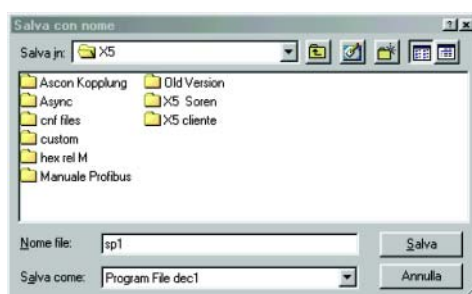 Salva con nome
Salva in: X5
Ascon Kopplung Old Version
Async X5 Soren
cnf files X5 cliente
custom
hex rel M
Manuale Profibus
Nome file: sp1 Salva
Salva come: Program File dec1 Annulla